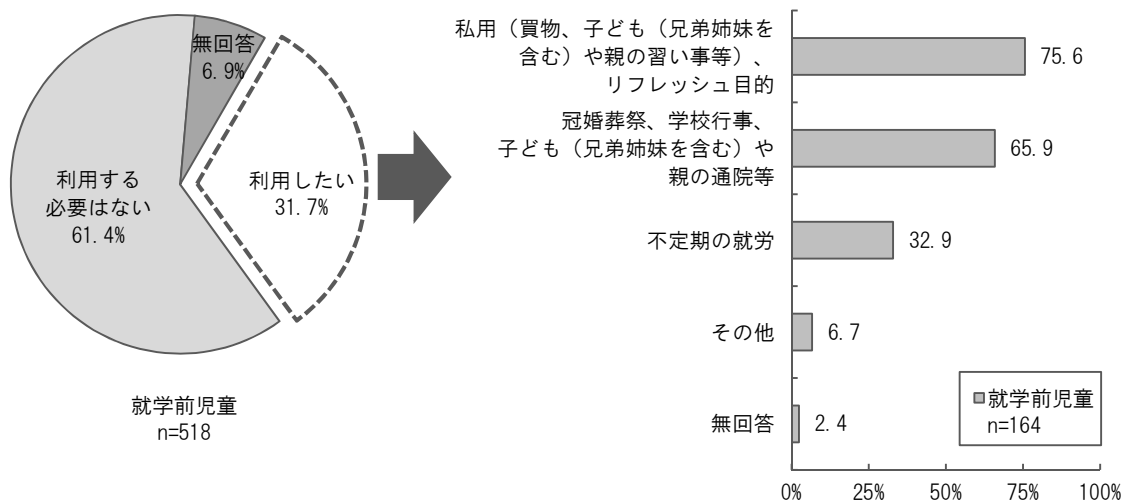 無回答
6.9%
利用する
必要はない
61.4%
利用したい
31.7%
就学前児童
n=518
私用（買物、子ども（兄弟姉妹を
含む）や親の習い事等）、
リフレッシュ目的
75.6
冠婚葬祭、学校行事、
子ども（兄弟姉妹を含む）や
親の通院等
65.9
不定期の就労
32.9
その他
6.7
無回答
2.4
就学前児童
n=164
0%
25%
50%
75%
100%